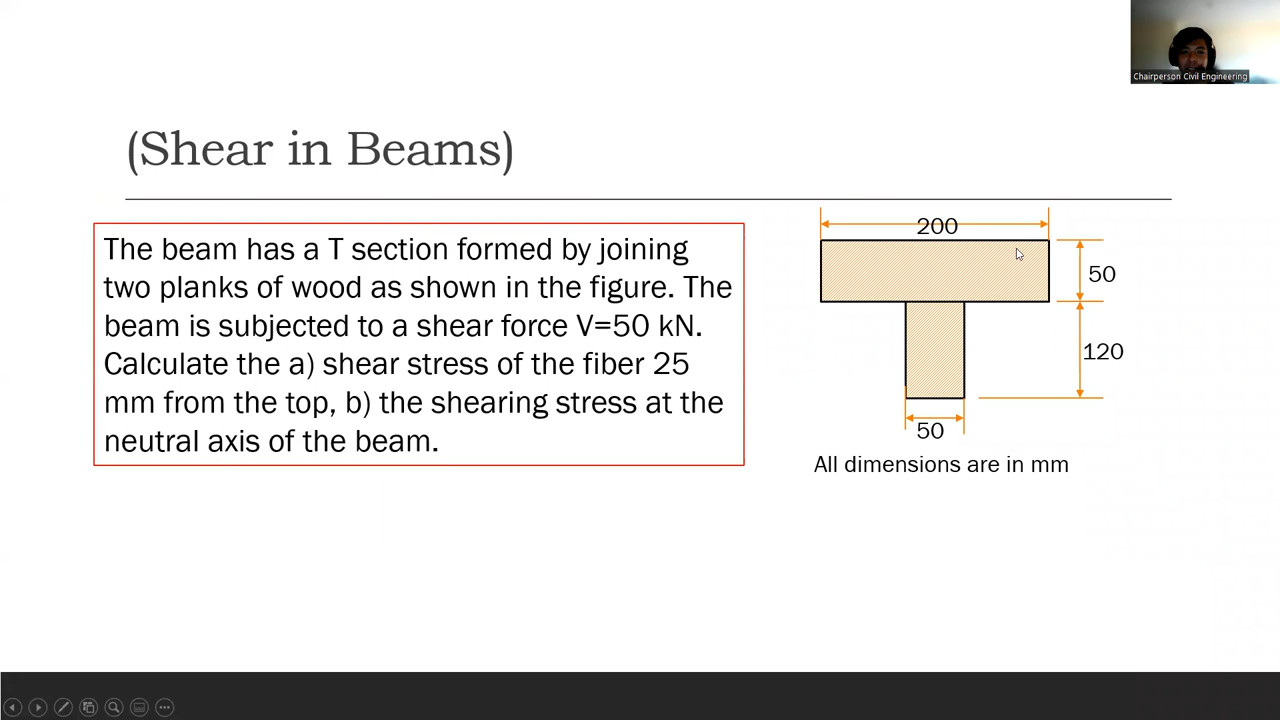 Chairperson Civil Engineering
(Shear in Beams)
The beam has a T section formed by joining
two planks of wood as shown in the figure. The
beam is subjected to a shear force V=50 kN.
Calculate the a) shear stress of the fiber 25
mm from the top, b) the shearing stress at the
neutral axis of the beam.
200
50
120
50
All dimensions are in mm